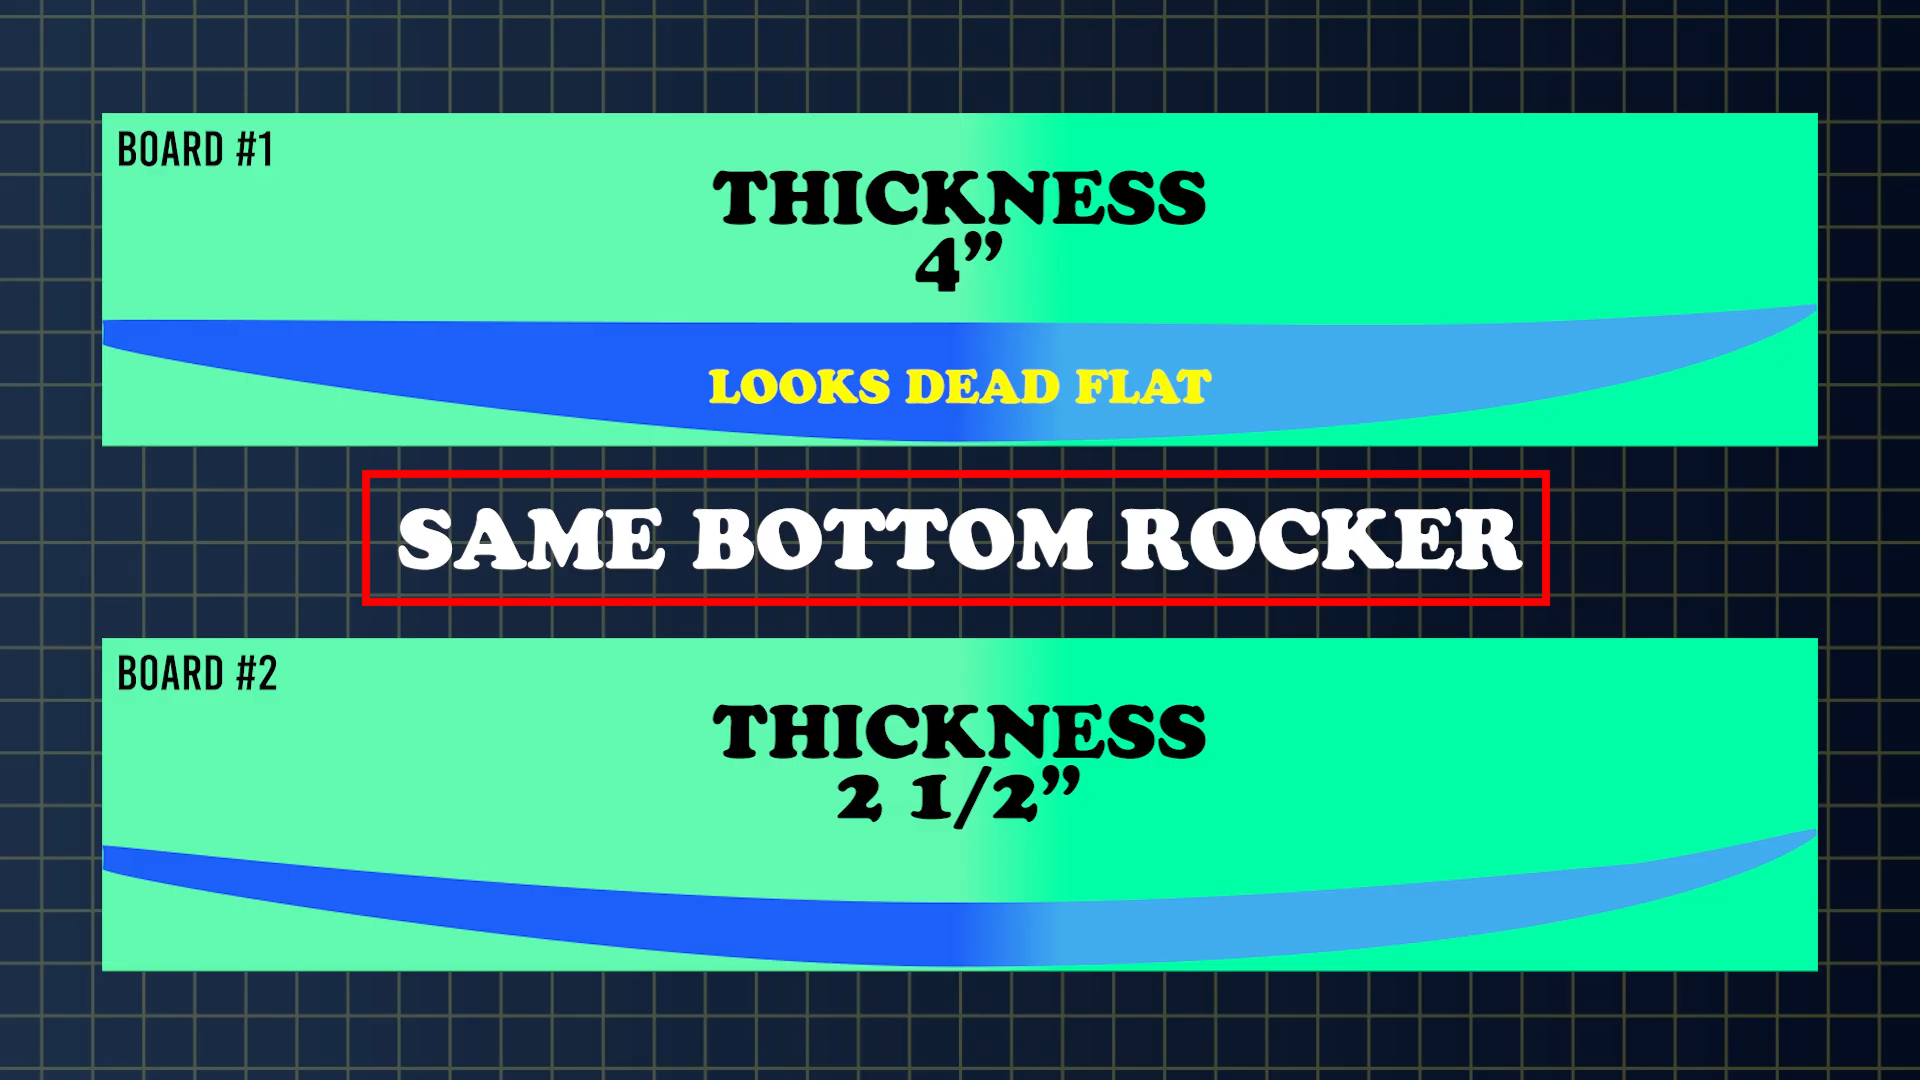 BOARD #1
THICKNESS
4”
LOOKS DEAD FLAT
SAME BOTTOM ROCKER
BOARD #2
THICKNESS
2 1/2”